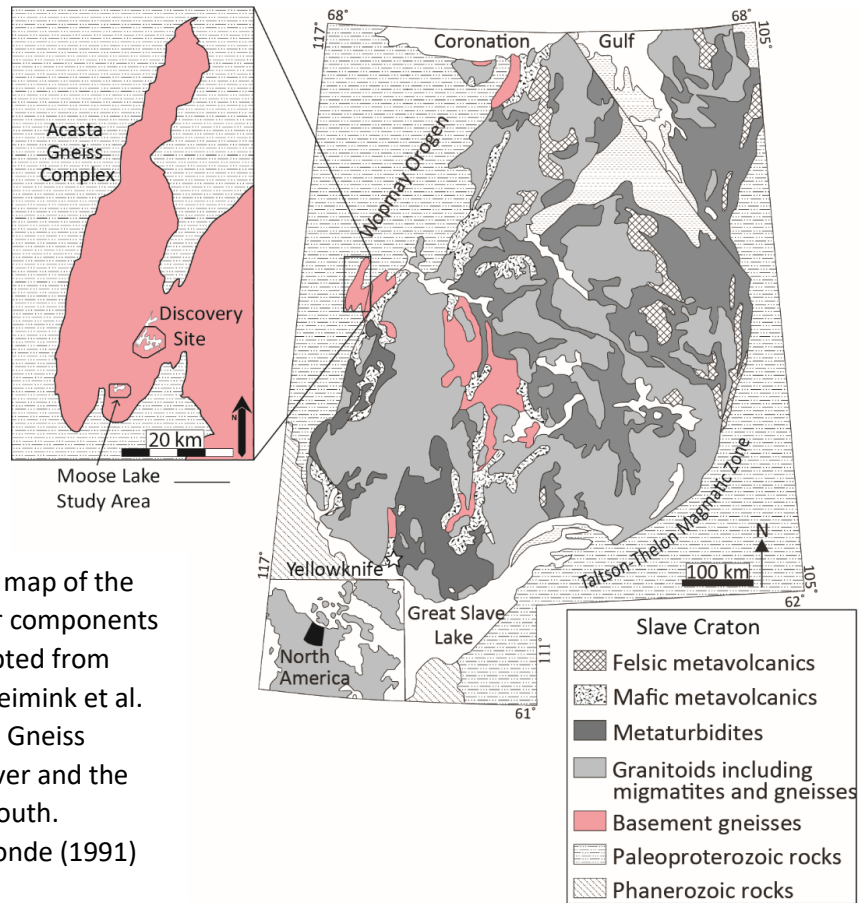 68°
68°
117°
105°
Coronation
Gulf
Wopmay Orogen
Acasta
Gneiss
Complex
Discovery
Site
20 km
N
Moose Lake
Study Area
Taltson-Thelon Magmatic Zone
N
100 km
117°
105°
62°
111°
61°
Yellowknife
Great Slave
Lake
North
America
map of the
r components
pted from
eimink et al.
Gneiss
ver and the
outh.
onde (1991)
Slave Craton
Felsic metavolcanics
Mafic metavolcanics
Metaturbidites
Granitoids including
migmatites and gneisses
Basement gneisses
Paleoproterozoic rocks
Phanerozoic rocks